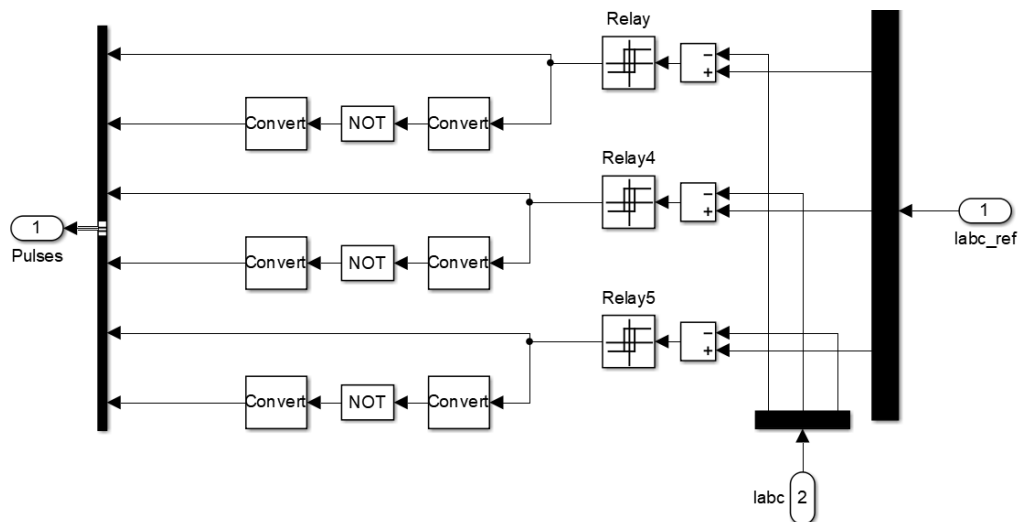 Relay
−
+
Convert
NOT
Convert
Relay4
−
+
1
Pulses
1
Iabc_ref
Convert
NOT
Convert
Relay5
−
+
Convert
NOT
Convert
Iabc
2